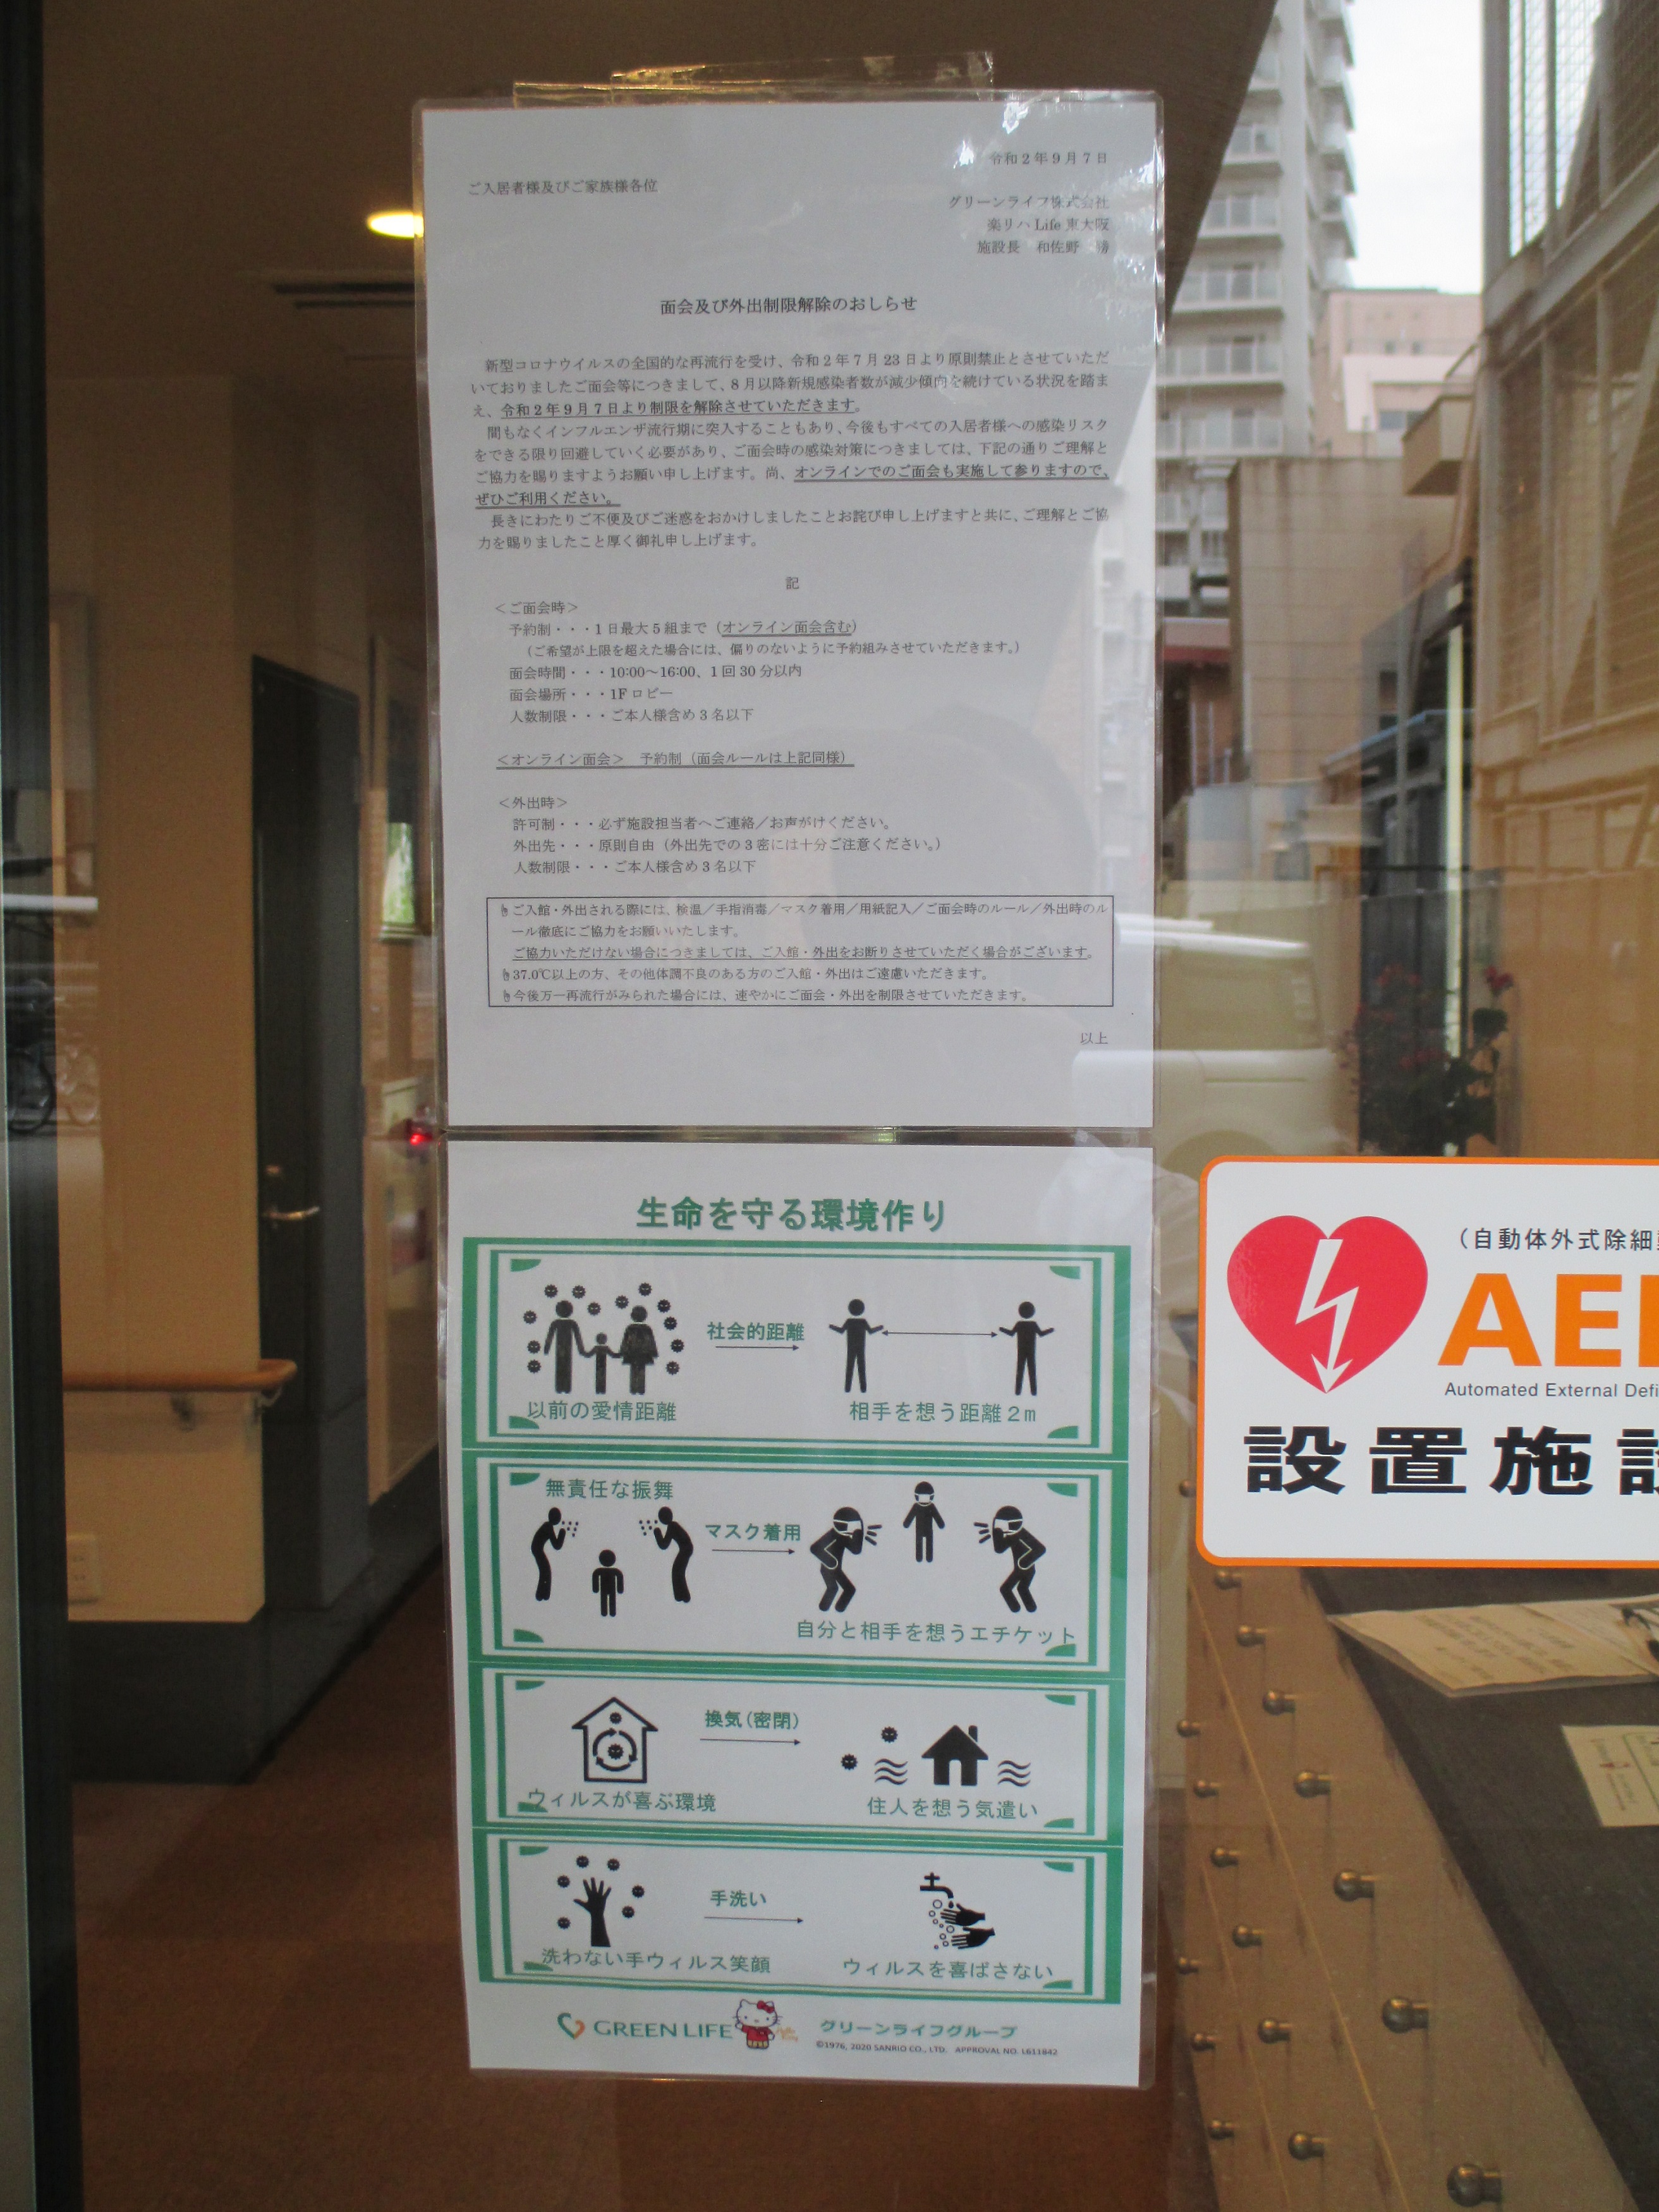 令和2年9月7日
ご入居者様及びご家族様各位
グリーンライフ株式会社
楽リハ Life 東大阪
施設長 和佐野 勝
面会及び外出制限解除のおしらせ
新型コロナウイルスの全国的な再流行を受け、令和2年7月23日より原則禁止とさせていただ
いておりましたご面会等につきまして、8月以降新規感染者数が減少傾向を続けている状況を踏ま
え、令和2年9月7日より制限を解除させていただきます。
間もなくインフルエンザ流行期に突入することもあり、今後もすべての入居者様への感染リスク
をできる限り回避していく必要があり、ご面会時の感染対策につきましては、下記の通りご理解と
ご協力を賜りますようお願い申し上げます。尚、オンラインでのご面会も実施して参りますので、
ぜひご利用ください。
長きにわたりご不便及びご迷惑をおかけしましたことお詫び申し上げますと共に、ご理解とご協
力を賜りましたこと厚く御礼申し上げます。
記
＜ご面会時＞
予約制・・・1日最大5組まで（オンライン面会含む）
（ご希望が上限を超えた場合には、偏りのないように予約組みさせていただきます。）
面会時間・・・10:00～16:00、1回30分以内
面会場所・・・1Fロビー
人数制限・・・ご本人様含め3名以下
＜オンライン面会＞ 予約制（面会ルールは上記同様）
＜外出時＞
許可制・・・必ず施設担当者へご連絡／お声がけください。
外出先・・・原則自由（外出先での3密には十分ご注意ください。）
人数制限・・・ご本人様含め3名以下
ご入館・外出される際には、検温／手指消毒／マスク着用／用紙記入／ご面会時のルール／外出時のル
ール徹底にご協力をお願いいたします。
ご協力いただけない場合につきましては、ご入館・外出をお断りさせていただく場合がございます。
37.0℃以上の方、その他体調不良のある方のご入館・外出はご遠慮いただきます。
今後万一再流行がみられた場合には、速やかにご面会・外出を制限させていただきます。
以上
生命を守る環境作り
社会的距離
以前の愛情距離
相手を想う距離2m
無責任な振舞
マスク着用
自分と相手を想うエチケット
換気(密閉)
ウィルスが喜ぶ環境
住人を想う気遣い
手洗い
洗わない手ウィルス笑顔
ウィルスを喜ばさない
GREEN LIFE
グリーンライフグループ
©1976, 2020 SANRIO CO., LTD. APPROVAL NO. L611842
（自動体外式除細
AE
Automated External Defi
設置施